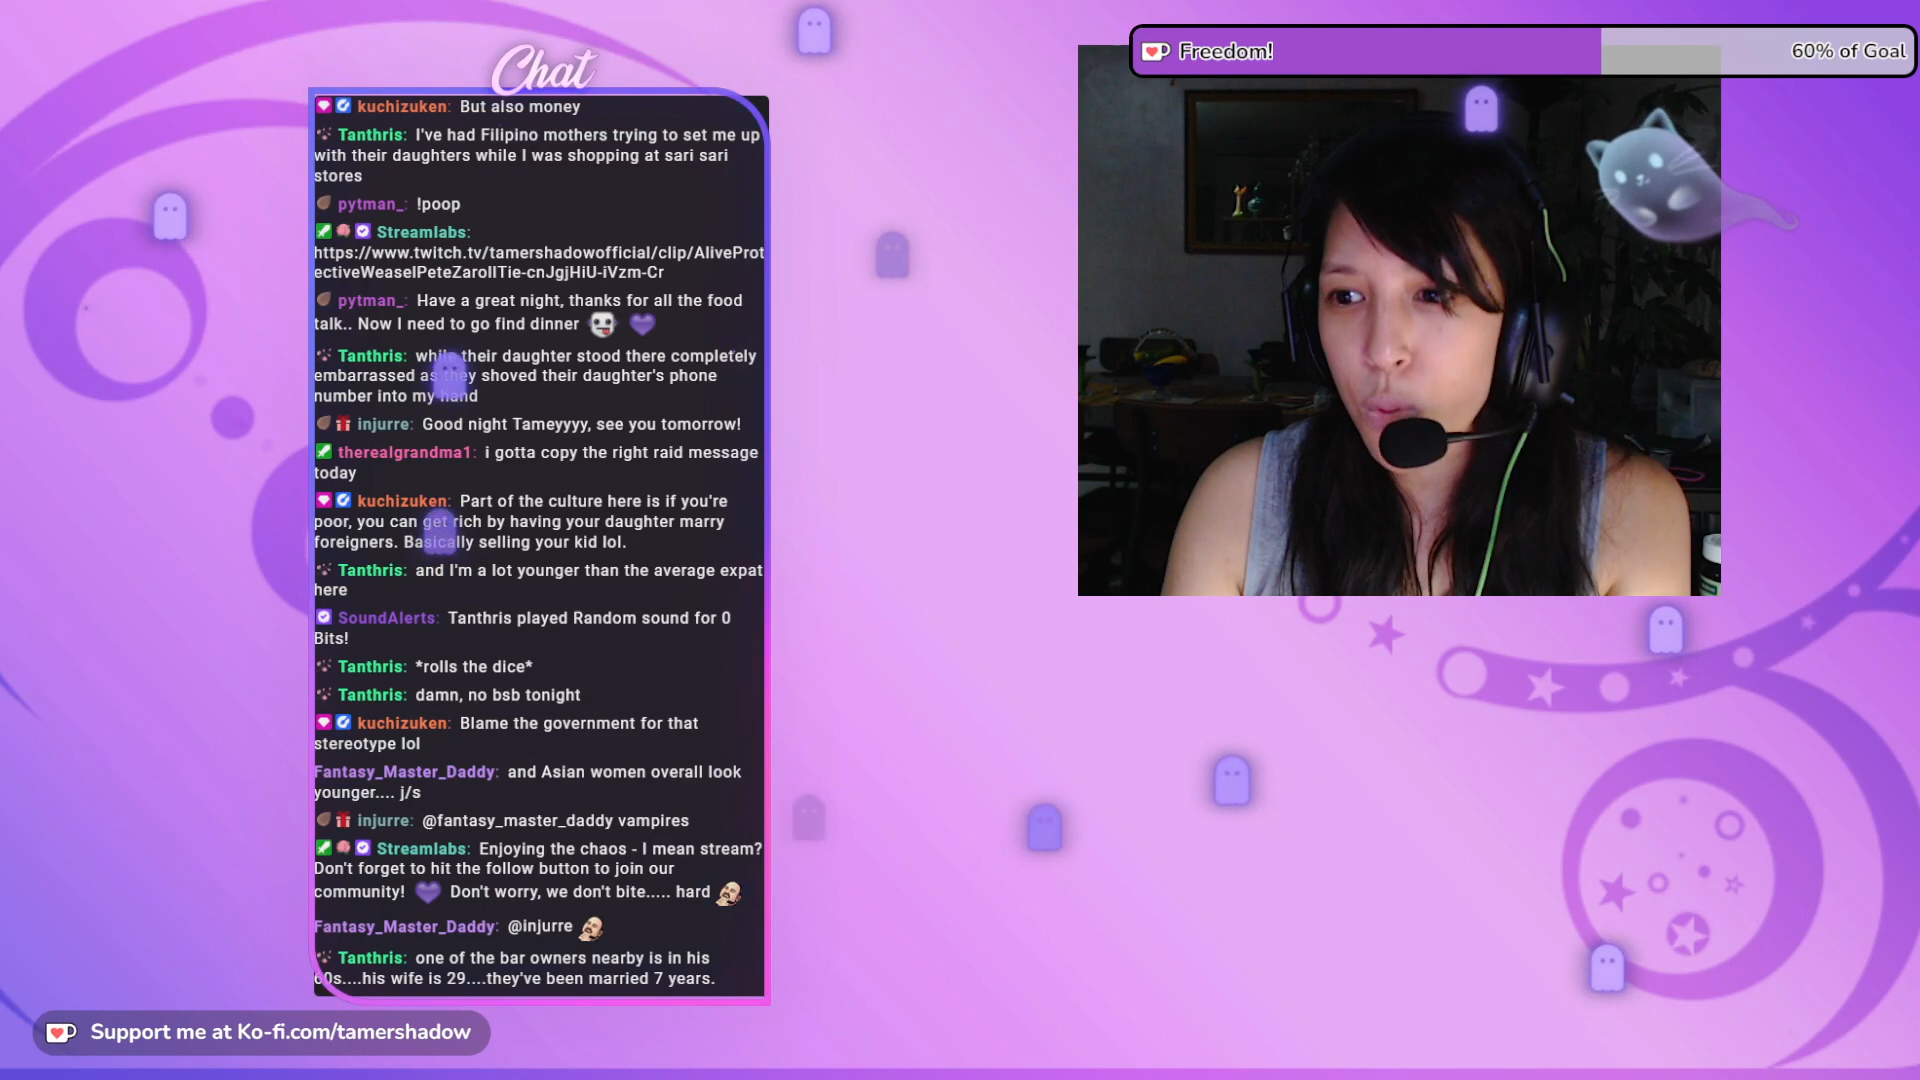 Chat
kuchizuken: But also money
Tanthris: I've had Filipino mothers trying to set me up
with their daughters while I was shopping at sari sari
stores
pytman_: !poop
Streamlabs:
https://www.twitch.tv/tamershadowofficial/clip/AliveProt
ectiveWeaselPeteZarollTie-cnJgjHiU-iVzm-Cr
pytman_: Have a great night, thanks for all the food
talk.. Now I need to go find dinner
Tanthris: while their daughter stood there completely
embarrassed as they shoved their daughter's phone
number into my hand
injurre: Good night Tameyyyy, see you tomorrow!
therealgrandma1: i gotta copy the right raid message
today
kuchizuken: Part of the culture here is if you're
poor, you can get rich by having your daughter marry
foreigners. Basically selling your kid lol.
Tanthris: and I'm a lot younger than the average expat
here
SoundAlerts: Tanthris played Random sound for 0
Bits!
Tanthris: *rolls the dice*
Tanthris: damn, no bsb tonight
kuchizuken: Blame the government for that
stereotype lol
Fantasy_Master_Daddy: and Asian women overall look
younger.... j/s
injurre: @fantasy_master_daddy vampires
Streamlabs: Enjoying the chaos - I mean stream?
Don't forget to hit the follow button to join our
community! Don't worry, we don't bite..... hard
Fantasy_Master_Daddy: @injurre
Tanthris: one of the bar owners nearby is in his
60s....his wife is 29....they've been married 7 years.
Support me at Ko-fi.com/tamershadow
Freedom!
60% of Goal